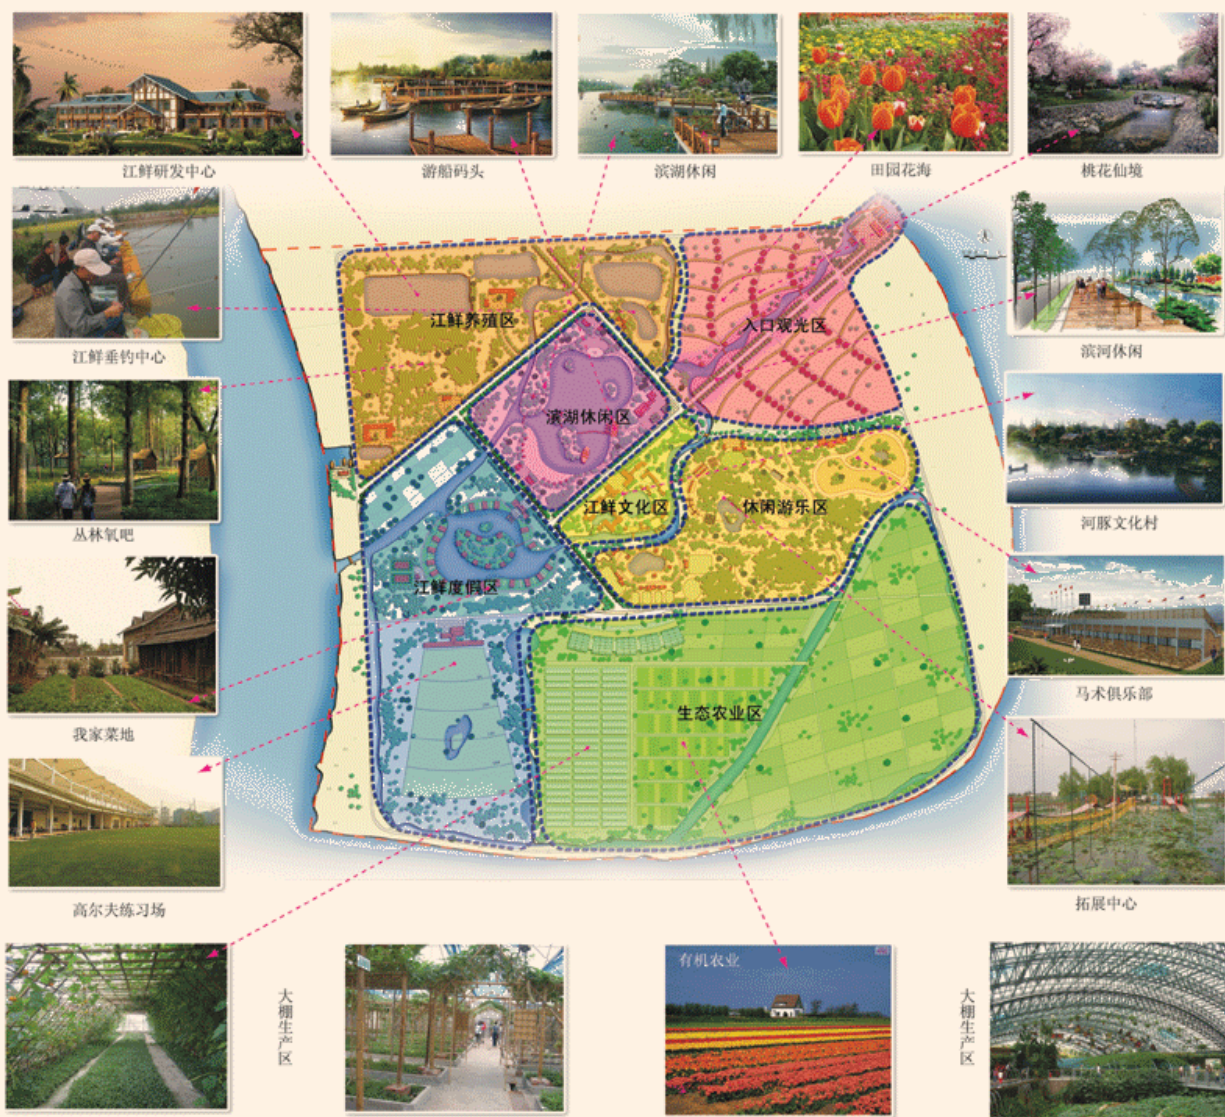 江鲜研发中心
游船码头
滨湖休闲
田园花海
桃花仙境
江鲜垂钓中心
江鲜养殖区
入口观光区
滨河休闲
滨湖休闲区
丛林氧吧
江鲜文化区
休闲游乐区
河豚文化村
江鲜度假区
马术俱乐部
我家菜地
生态农业区
高尔夫练习场
拓展中心
有机农业
大棚生产区
大棚生产区